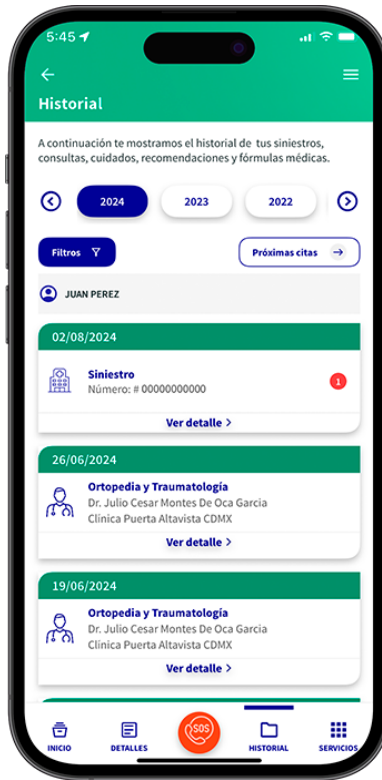 5:45
Historial
A continuación te mostramos el historial de tus siniestros,
consultas, cuidados, recomendaciones y fórmulas médicas.
2024 2023 2022
Filtros Próximas citas
JUAN PEREZ
02/08/2024
Siniestro
Número: # 00000000000
1
Ver detalle >
26/06/2024
Ortopedia y Traumatología
Dr. Julio Cesar Montes De Oca Garcia
Clínica Puerta Altavista CDMX
Ver detalle >
19/06/2024
Ortopedia y Traumatología
Dr. Julio Cesar Montes De Oca Garcia
Clínica Puerta Altavista CDMX
Ver detalle >
SOS
INICIO DETALLES HISTORIAL SERVICIOS